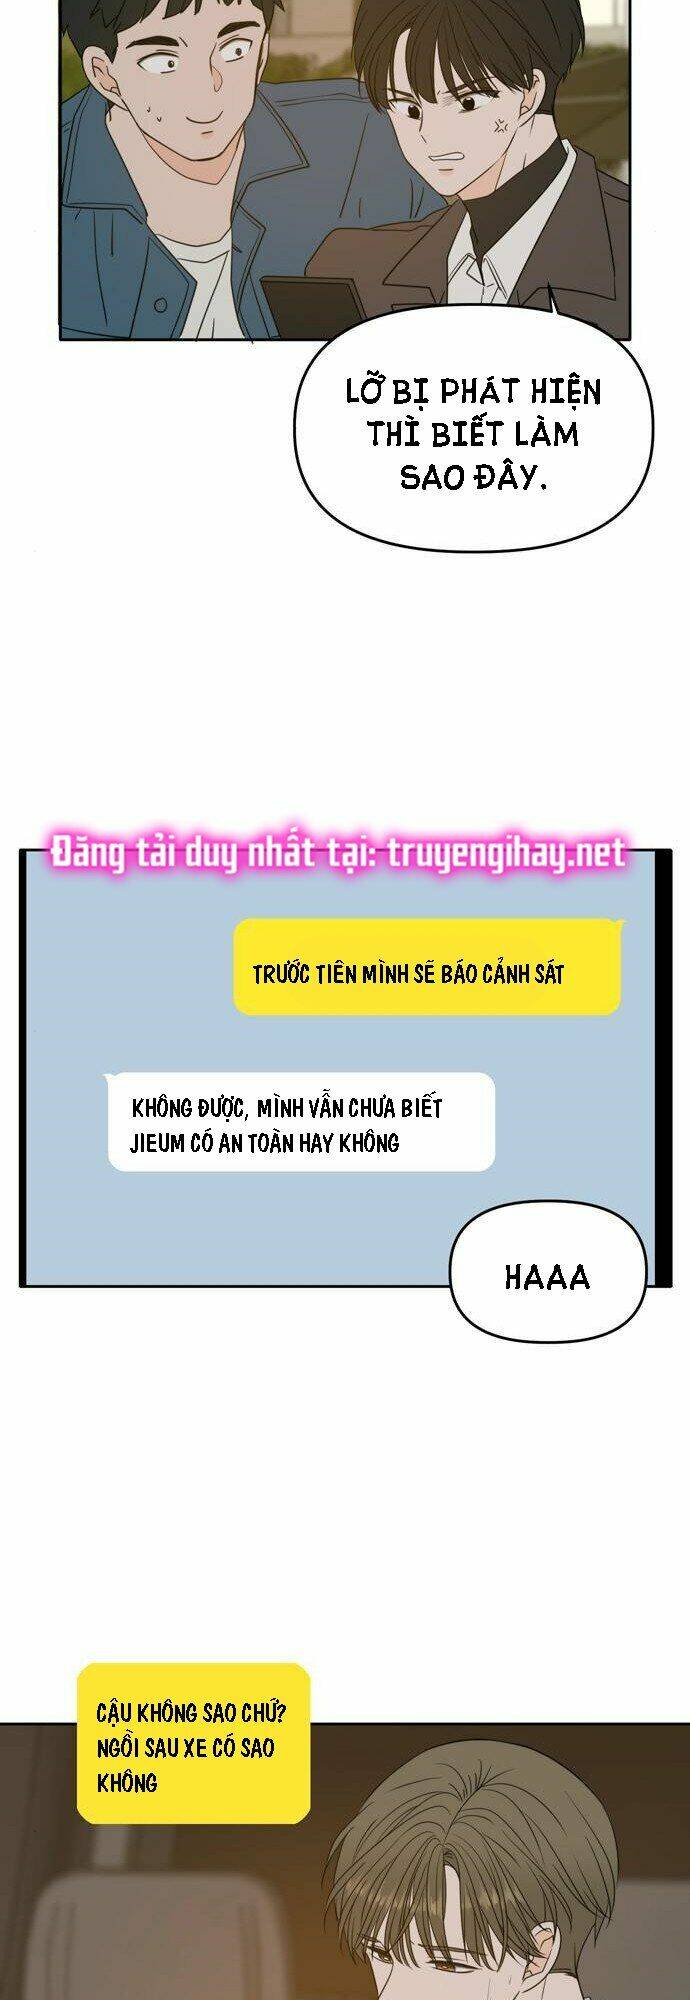 LỠ BỊ PHÁT HIỆN
THÌ BIẾT LÀM
SAO ĐÂY.
Đăng tải duy nhất tại: truyengihay.net
TRƯỚC TIÊN MÌNH SẼ BÁO CẢNH SÁT
KHÔNG ĐƯỢC, MÌNH VẪN CHƯA BIẾT
JIEUM CÓ AN TOÀN HAY KHÔNG
HAAA
CẬU KHÔNG SAO CHỨ?
NGỒI SAU XE CÓ SAO
KHÔNG